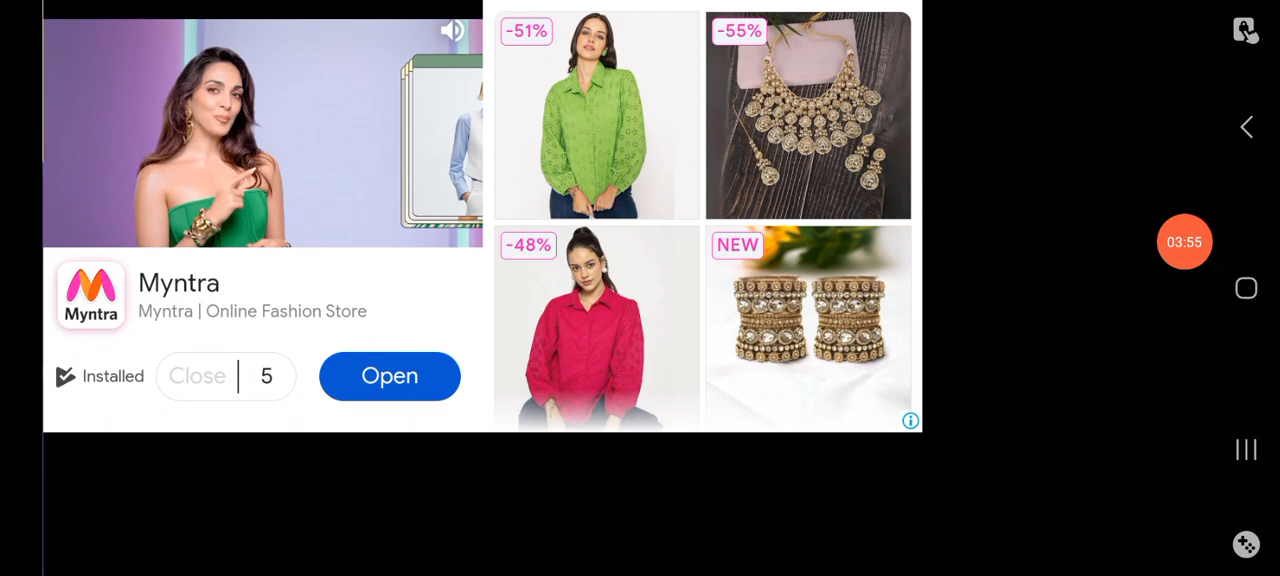 Myntra
Myntra
Myntra | Online Fashion Store
Installed
Close
5
Open
-51%
-55%
-48%
NEW
03:55